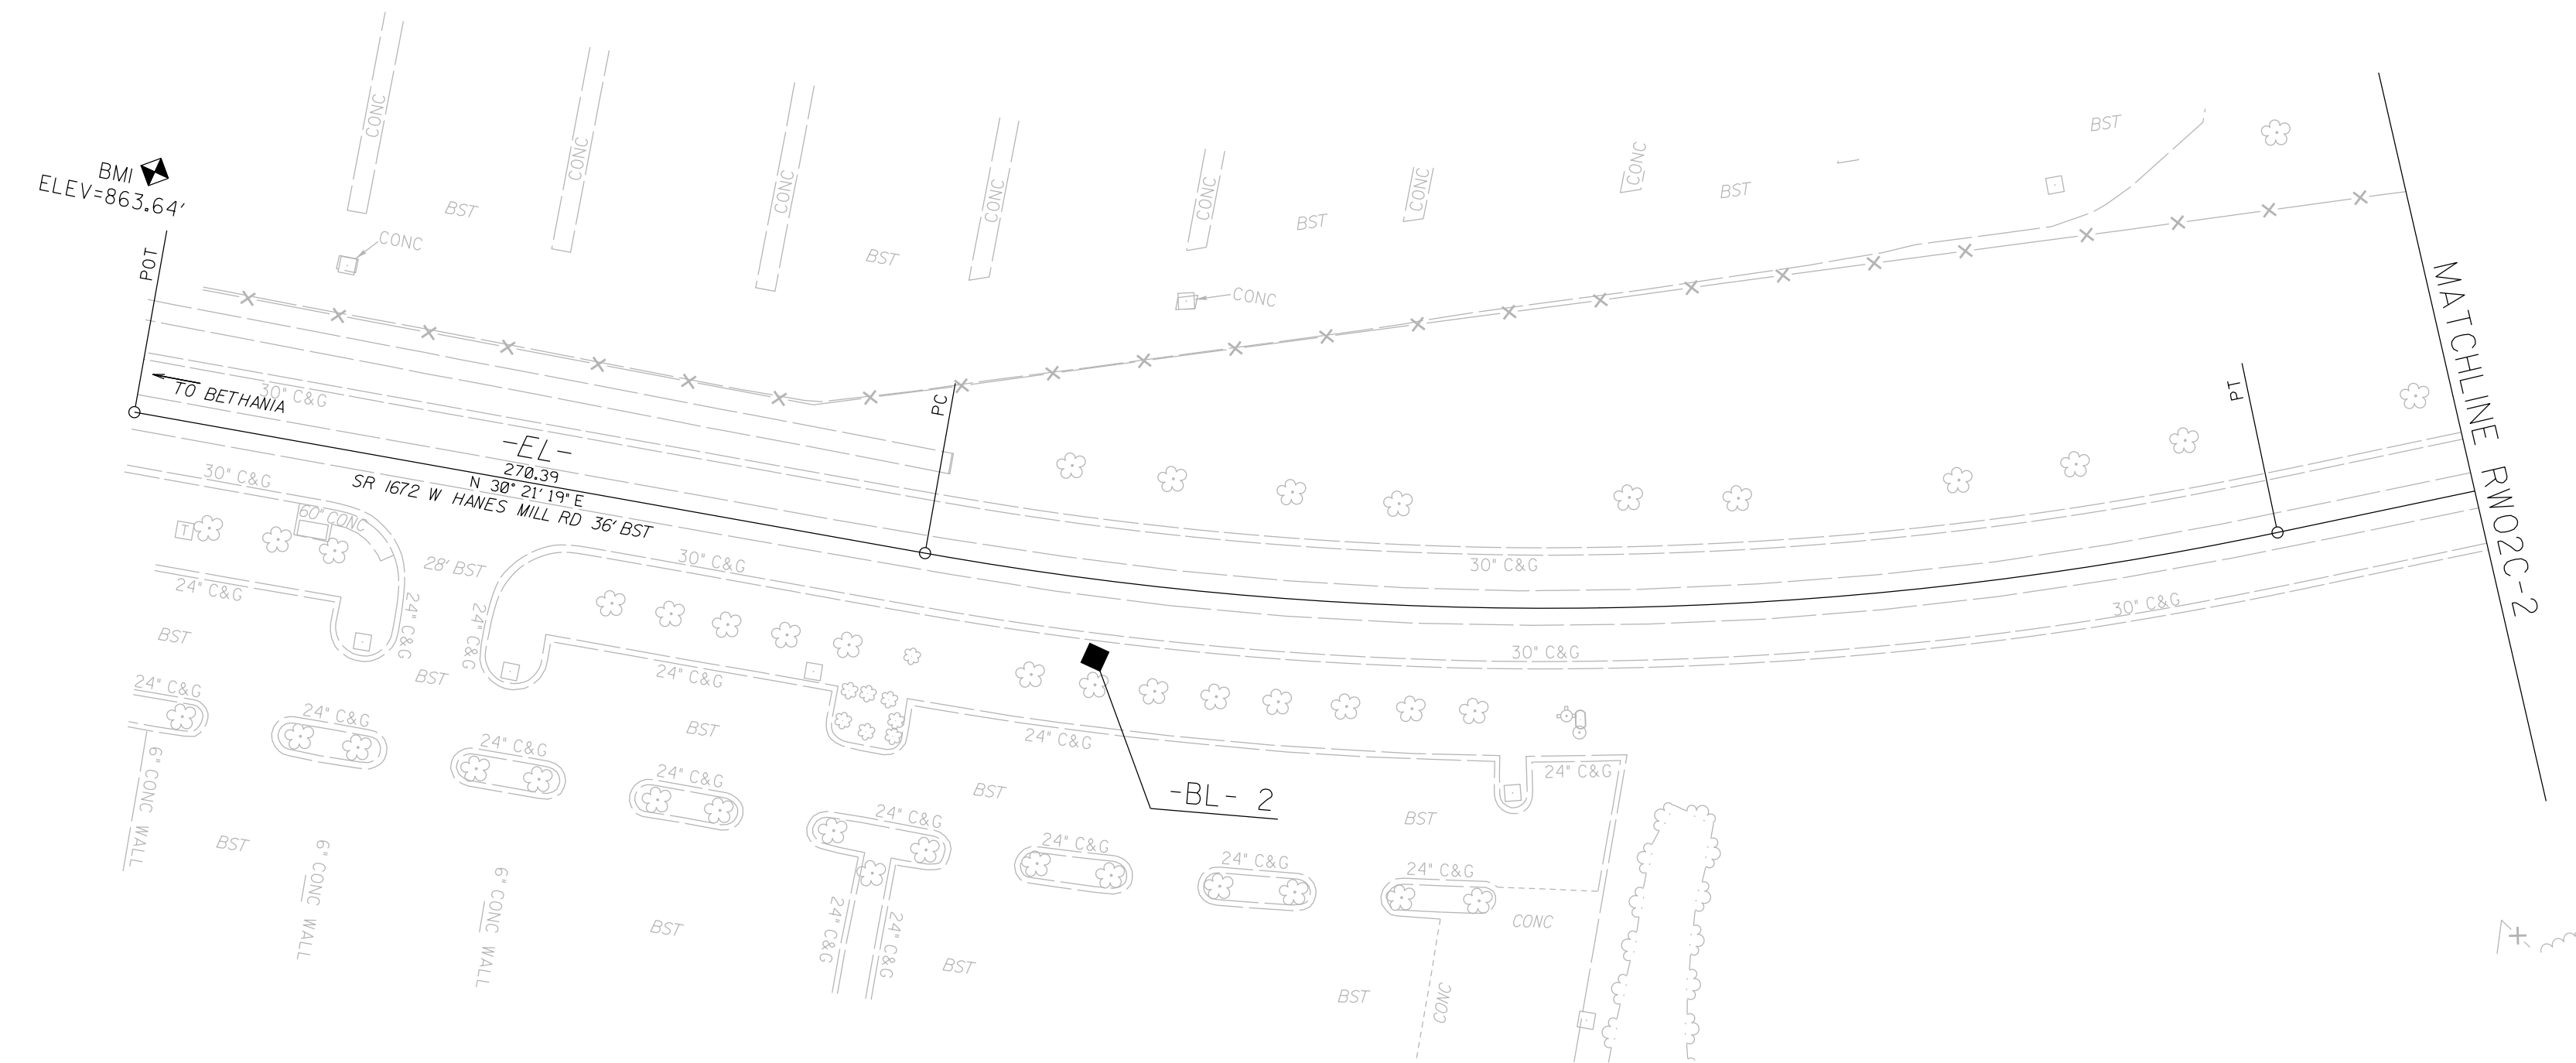 CONC
CONC
CONC
CONC
CONC
CONC
CONC
BST
BST
BST
BST
BST
CONC
CONC
BM1
ELEV=863.64'
POT
TO BETHANIA
30" C&G
-EL-
270.39
N 30° 21' 19" E
SR 1672 W HANES MILL RD 36' BST
PC
PT
MATCHLINE RW02C-2
30" C&G
60" CONC
T
28' BST
30" C&G
30" C&G
30" C&G
30" C&G
24" C&G
24" C&G
24" C&G
BST
BST
24" C&G
24" C&G
24" C&G
24" C&G
24" C&G
24" C&G
BST
24" C&G
BST
-BL- 2
24" C&G
BST
24" C&G
24" C&G
24" C&G
24" C&G
6" CONC WALL
BST
6" CONC WALL
6" CONC WALL
BST
24" C&G
24" C&G
BST
CONC
BST
CONC